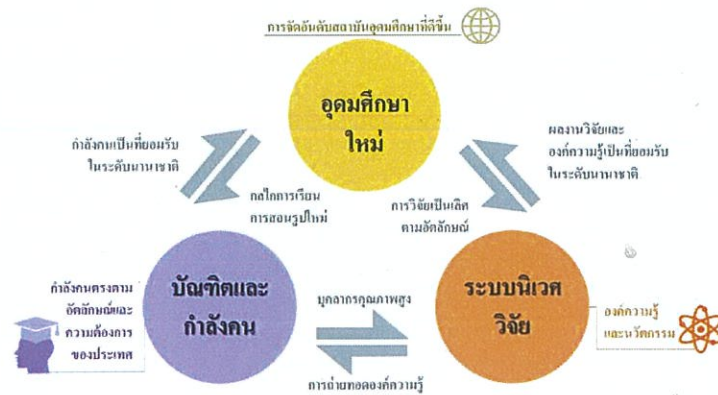 การจัดอันดับสถาบันอุดมศึกษาที่ดีขึ้น
อุดมศึกษา
ใหม่
กำลังคนเป็นที่ยอมรับ
ในระดับนานาชาติ
ผลงานวิจัยและ
องค์ความรู้เป็นที่ยอมรับ
ในระดับนานาชาติ
กลไกการเรียน
การสอนรูปใหม่
การวิจัยเป็นเลิศ
ตามอัตลักษณ์
กำลังคนตรงตาม
อัตลักษณ์และ
ความต้องการ
ของประเทศ
บัณฑิตและ
กำลังคน
บุคลากรคุณภาพสูง
การถ่ายทอดองค์ความรู้
ระบบนิเวศ
วิจัย
องค์ความรู้
และนวัตกรรม